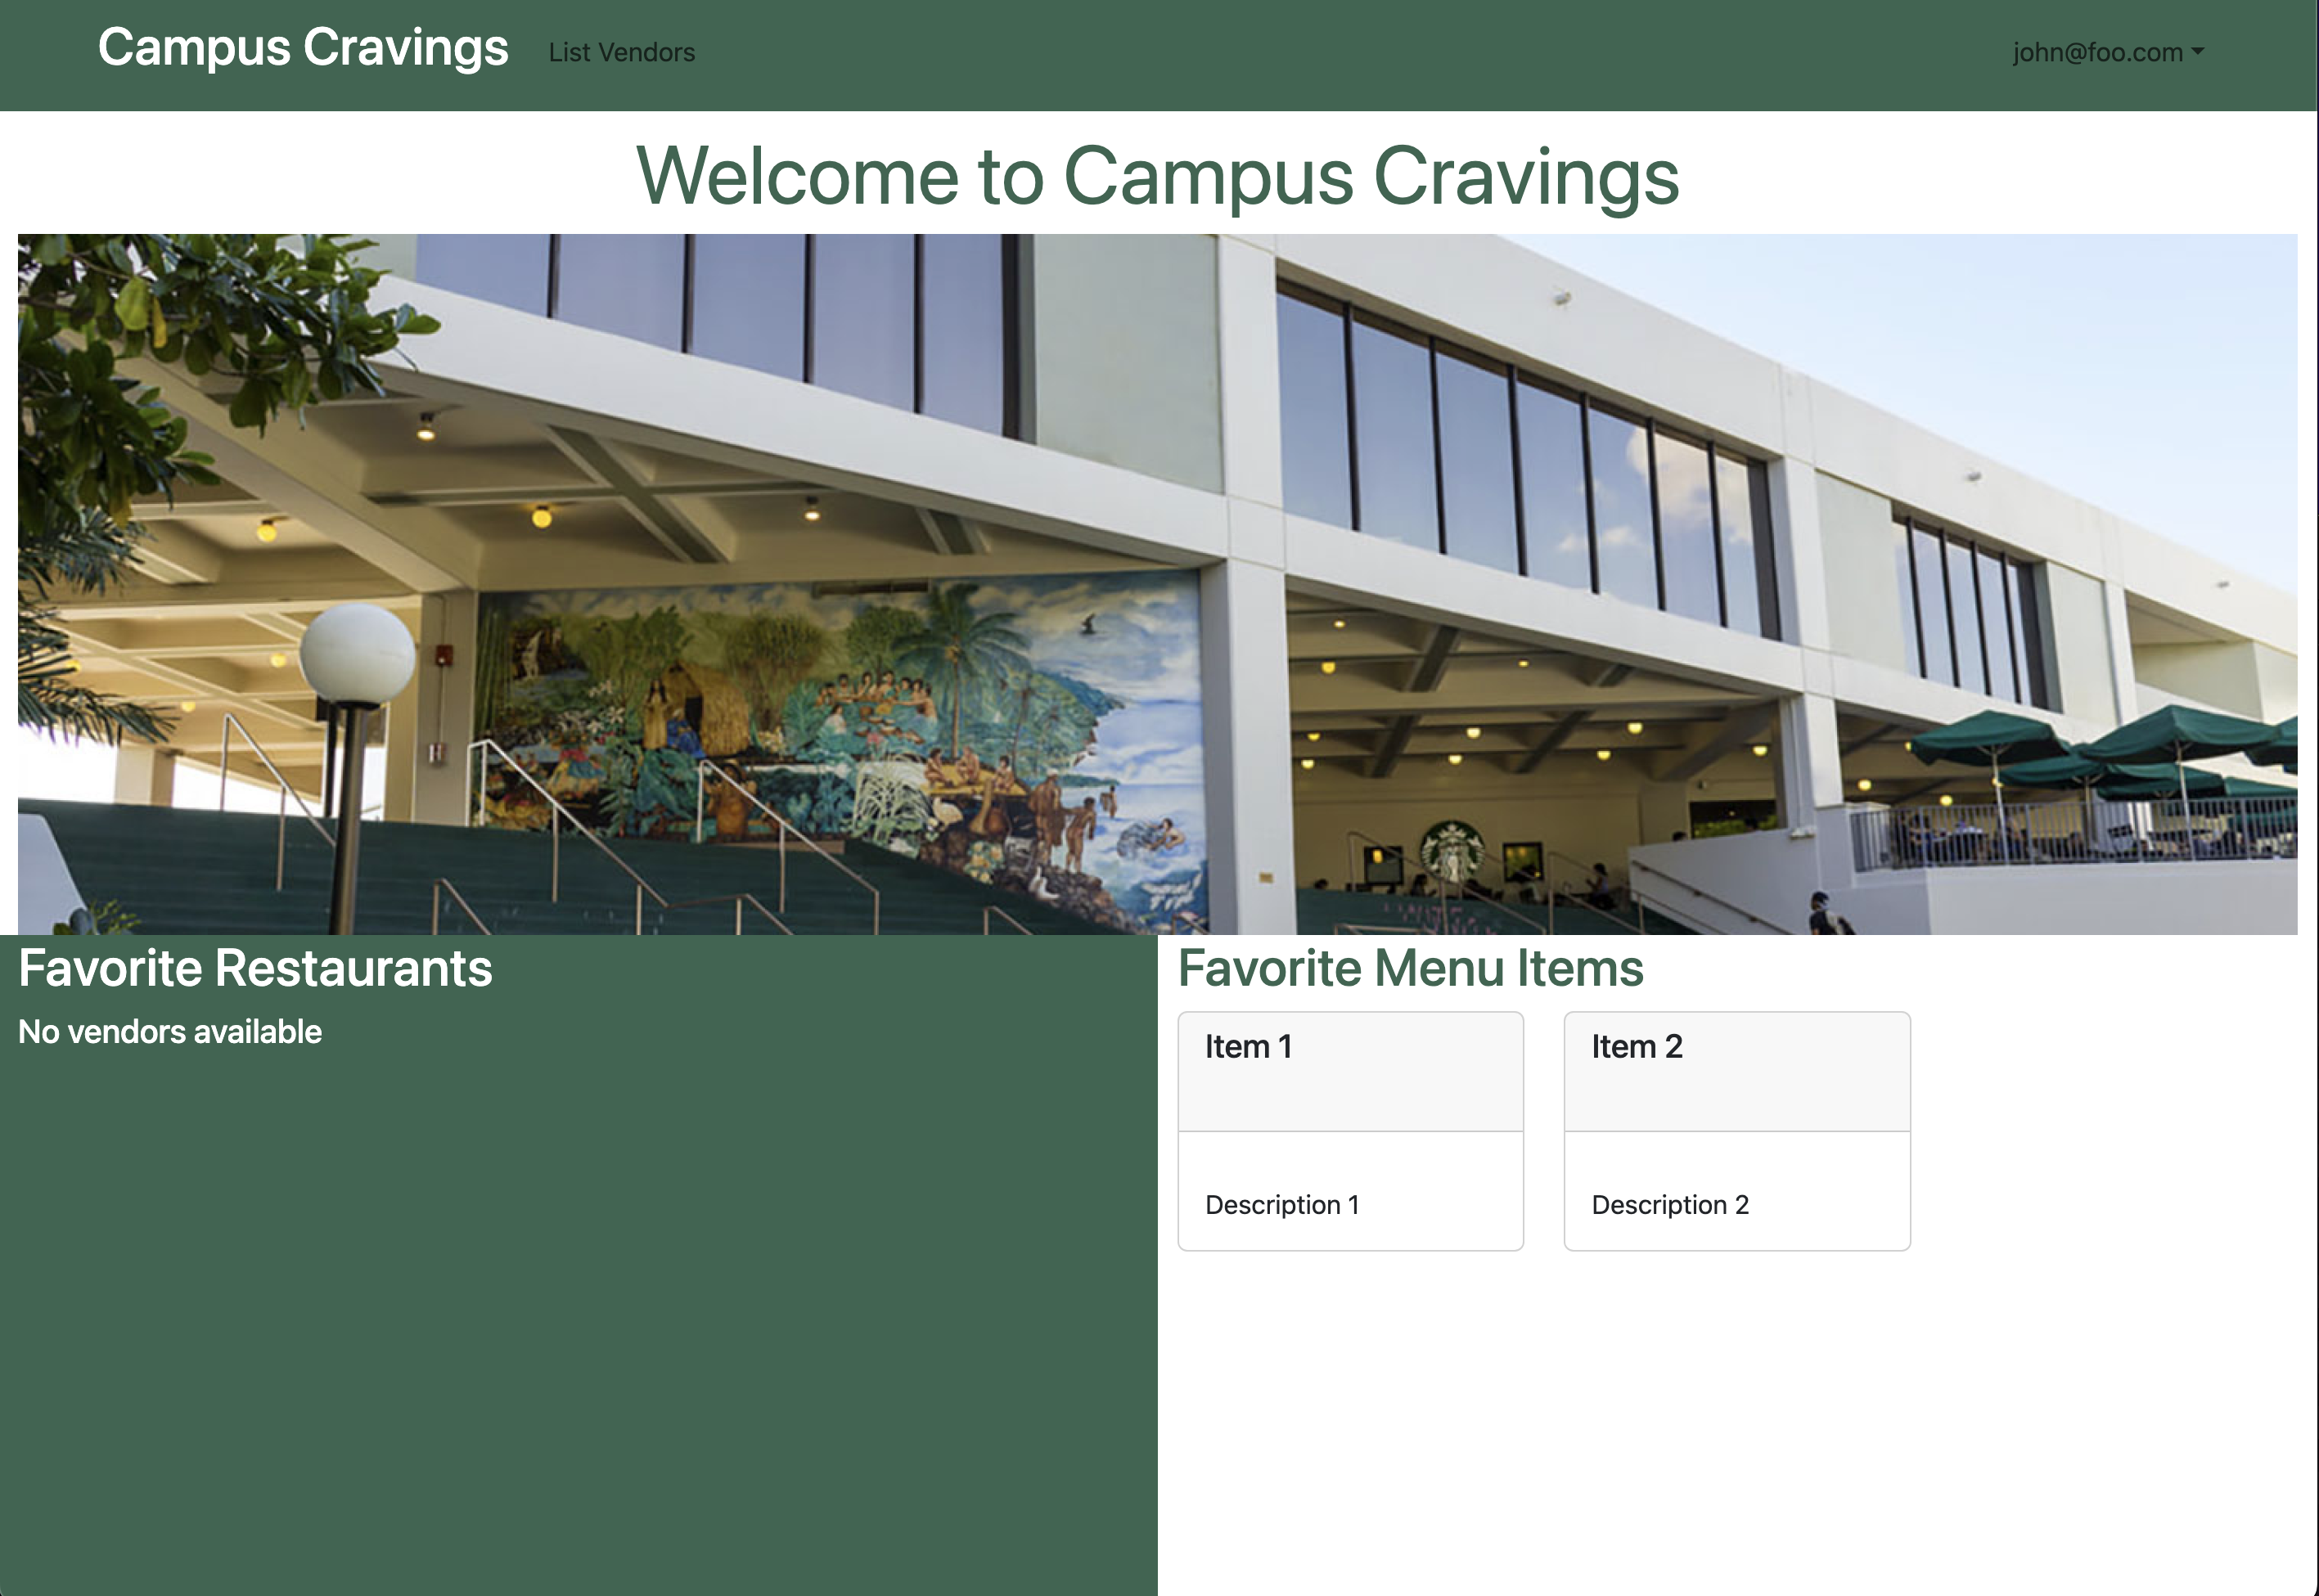 Campus Cravings
List Vendors
john@foo.com
Welcome to Campus Cravings
Favorite Restaurants
No vendors available
Favorite Menu Items
Item 1
Item 2
Description 1
Description 2